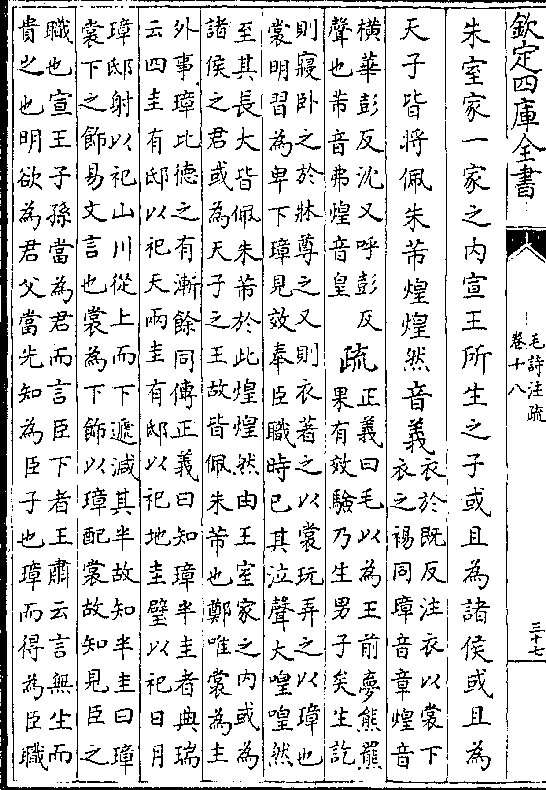 欽定四庫全書
毛詩注疏
卷十八
三十七
朱室家一家之內宣王所生之子或且為諸侯或且為
天子皆將佩朱芾煌煌然音義衣於既反注衣以裳下
衣之裼同璋音章煌音
橫華彭反沈又呼彭反
聲也芾音弗煌音皇
疏
正義曰毛以為王前夢熊羆
果有效驗乃生男子矣生訖
則寢卧之於牀尊之又則衣著之以裳玩弄之以璋也
裳明習為卑下璋見效奉臣職時已其泣聲大喤喤然
至其長大皆佩朱芾於此煌煌然由王室家之內或為
諸侯之君或為天子之王故皆佩朱芾也鄭唯裳為主
外事璋比德之有漸餘同傳正義曰知璋半圭者典瑞
云四圭有邸以祀天兩圭有邸以祀地圭璧以祀日月
璋邸射以祀山川從上而下遞減其半故知半圭曰璋
裳下之飾易文言也裳為下飾以璋配裳故知見臣之
職也宣王子孫當為君而言臣下者王肅云言無生而
貴之也明欲為君父當先知為臣子也璋而得為臣職